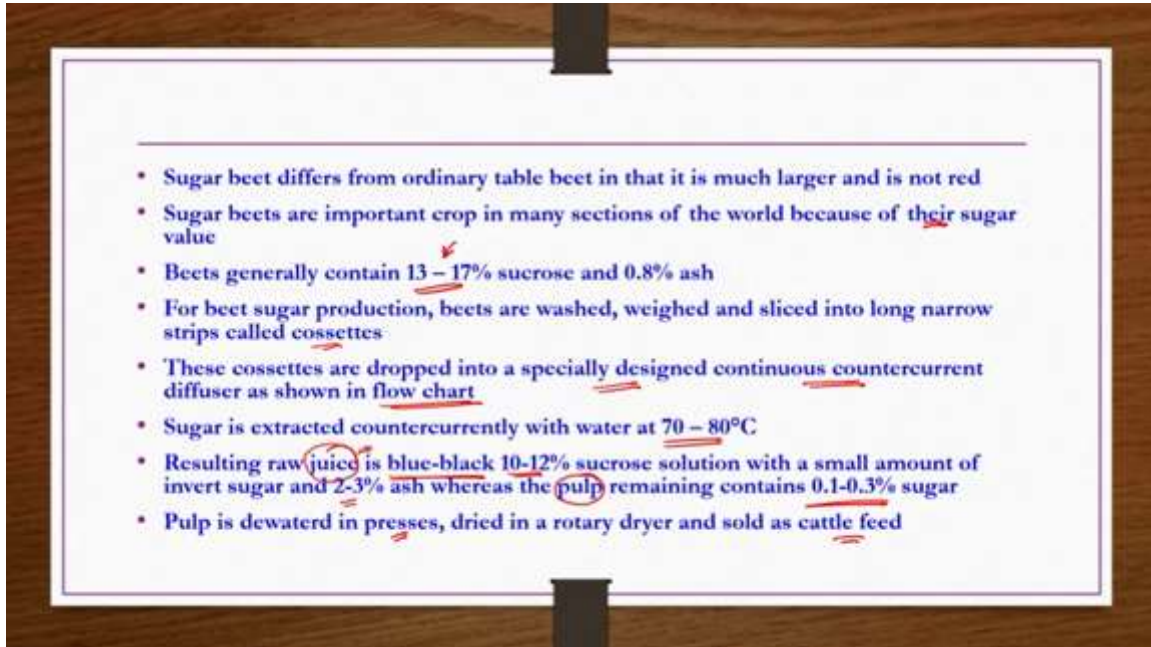 • Sugar beet differs from ordinary table beet in that it is much larger and is not red
• Sugar beets are important crop in many sections of the world because of their sugar
value
• Beets generally contain 13 – 17% sucrose and 0.8% ash
• For beet sugar production, beets are washed, weighed and sliced into long narrow
strips called cossettes
• These cossettes are dropped into a specially designed continuous countercurrent
diffuser as shown in flow chart
• Sugar is extracted countercurrently with water at 70 – 80°C
• Resulting raw juice is blue-black 10-12% sucrose solution with a small amount of
invert sugar and 2-3% ash whereas the pulp remaining contains 0.1-0.3% sugar
• Pulp is dewaterd in presses, dried in a rotary dryer and sold as cattle feed